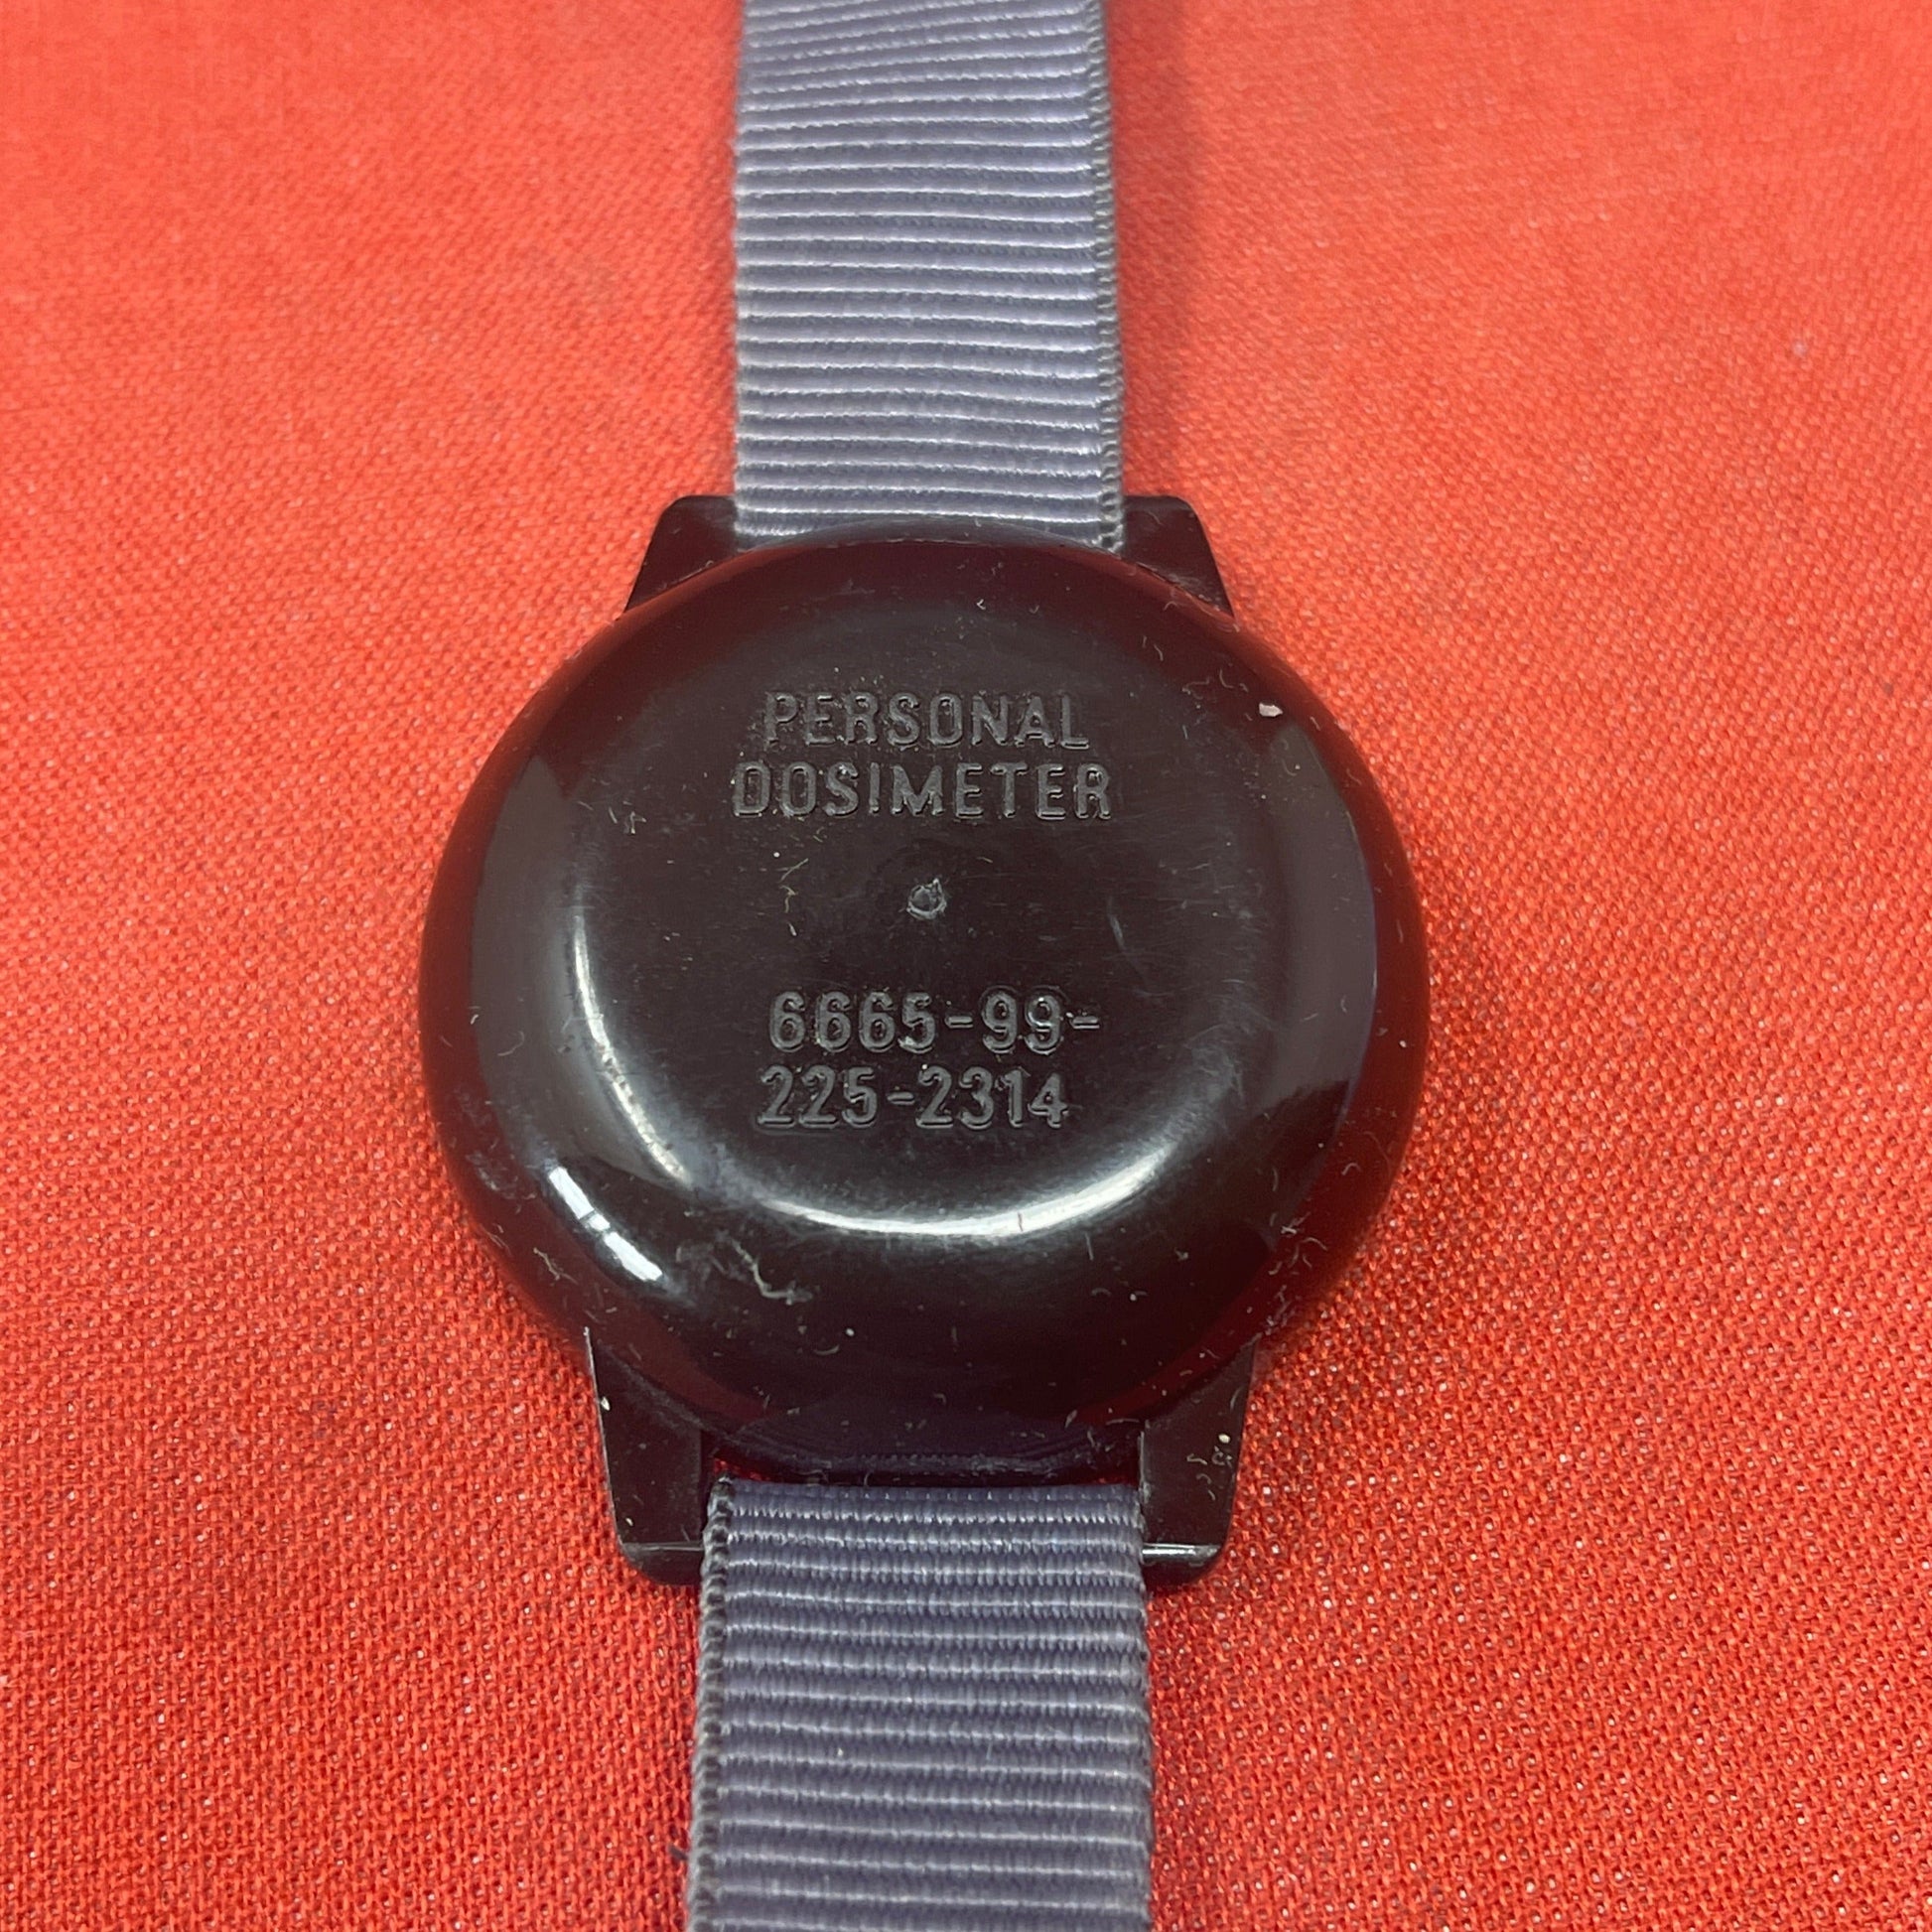 PERSONAL
DOSIMETER
6665-99-
225-2314